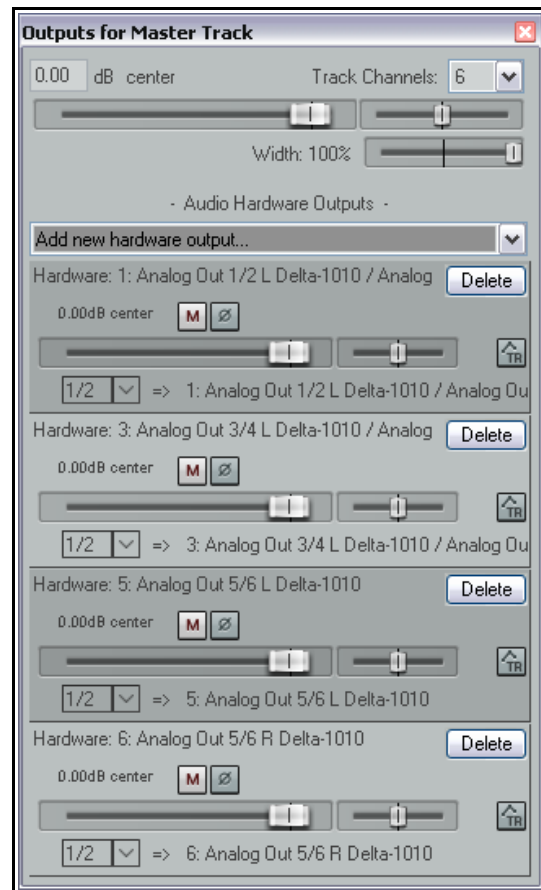 Outputs for Master Track
0.00 dB center Track Channels: 6
Width: 100%
- Audio Hardware Outputs -
Add new hardware output...
Hardware: 1: Analog Out 1/2 L Delta-1010 / Analog Delete
0.00dB center M Ø
TR
1/2 => 1: Analog Out 1/2 L Delta-1010 / Analog Ou
Hardware: 3: Analog Out 3/4 L Delta-1010 / Analog Delete
0.00dB center M Ø
TR
1/2 => 3: Analog Out 3/4 L Delta-1010 / Analog Ou
Hardware: 5: Analog Out 5/6 L Delta-1010 Delete
0.00dB center M Ø
TR
1/2 => 5: Analog Out 5/6 L Delta-1010
Hardware: 6: Analog Out 5/6 R Delta-1010 Delete
0.00dB center M Ø
TR
1/2 => 6: Analog Out 5/6 R Delta-1010